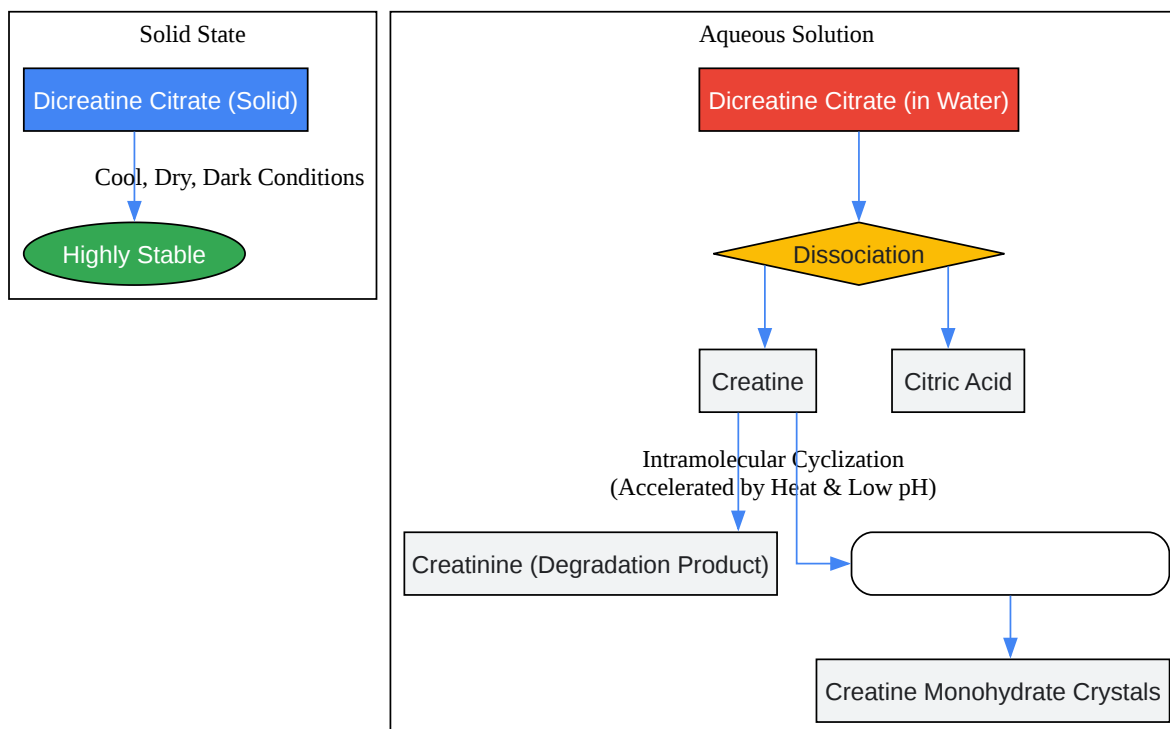 Solid State
Dicreatine Citrate (Solid)
Cool, Dry, Dark Conditions
Highly Stable
Aqueous Solution
Dicreatine Citrate (in Water)
Dissociation
Creatine
Citric Acid
Intramolecular Cyclization
(Accelerated by Heat & Low pH)
Creatinine (Degradation Product)
Creatine Monohydrate Crystals